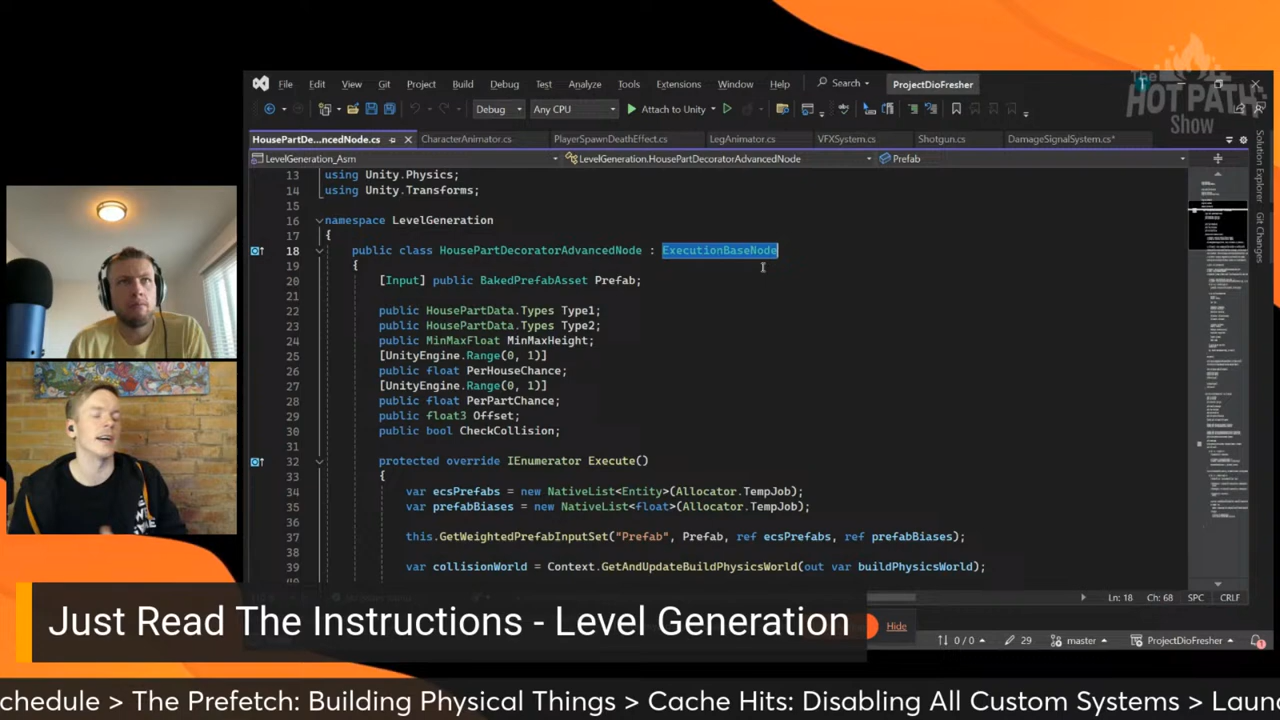 The
HOT PATH
Show
File Edit View Git Project Build Debug Test Analyze Tools Extensions Window Help Search ProjectDioFresher
Debug Any CPU Attach to Unity
HousePartDe...ncedNode.cs CharacterAnimator.cs PlayerSpawnDeathEffect.cs LegAnimator.cs VFXSystem.cs Shotgun.cs DamageSignalSystem.cs*
LevelGeneration_Asm LevelGeneration.HousePartDecoratorAdvancedNode Prefab
Solution Explorer
Git Changes
13 using Unity.Physics;
14 using Unity.Transforms;
15
16 namespace LevelGeneration
17 {
18 public class HousePartDecoratorAdvancedNode : ExecutionBaseNode
19 {
20 [Input] public BakedPrefabAsset Prefab;
21
22 public HousePartData.Types Type1;
23 public HousePartData.Types Type2;
24 public MinMaxFloat MinMaxHeight;
25 [UnityEngine.Range(0, 1)]
26 public float PerHouseChance;
27 [UnityEngine.Range(0, 1)]
28 public float PerPartChance;
29 public float3 Offset;
30 public bool CheckCollision;
31
32 protected override IEnumerator Execute()
33 {
34 var ecsPrefabs = new NativeList<Entity>(Allocator.TempJob);
35 var prefabBiases = new NativeList<float>(Allocator.TempJob);
36
37 this.GetWeightedPrefabInputSet("Prefab", Prefab, ref ecsPrefabs, ref prefabBiases);
38
39 var collisionWorld = Context.GetAndUpdateBuildPhysicsWorld(out var buildPhysicsWorld);
Ln: 18 Ch: 68 SPC CRLF
Just Read The Instructions - Level Generation
Hide
0 / 0 29 master ProjectDioFresher
chedule > The Prefetch: Building Physical Things > Cache Hits: Disabling All Custom Systems > Laun